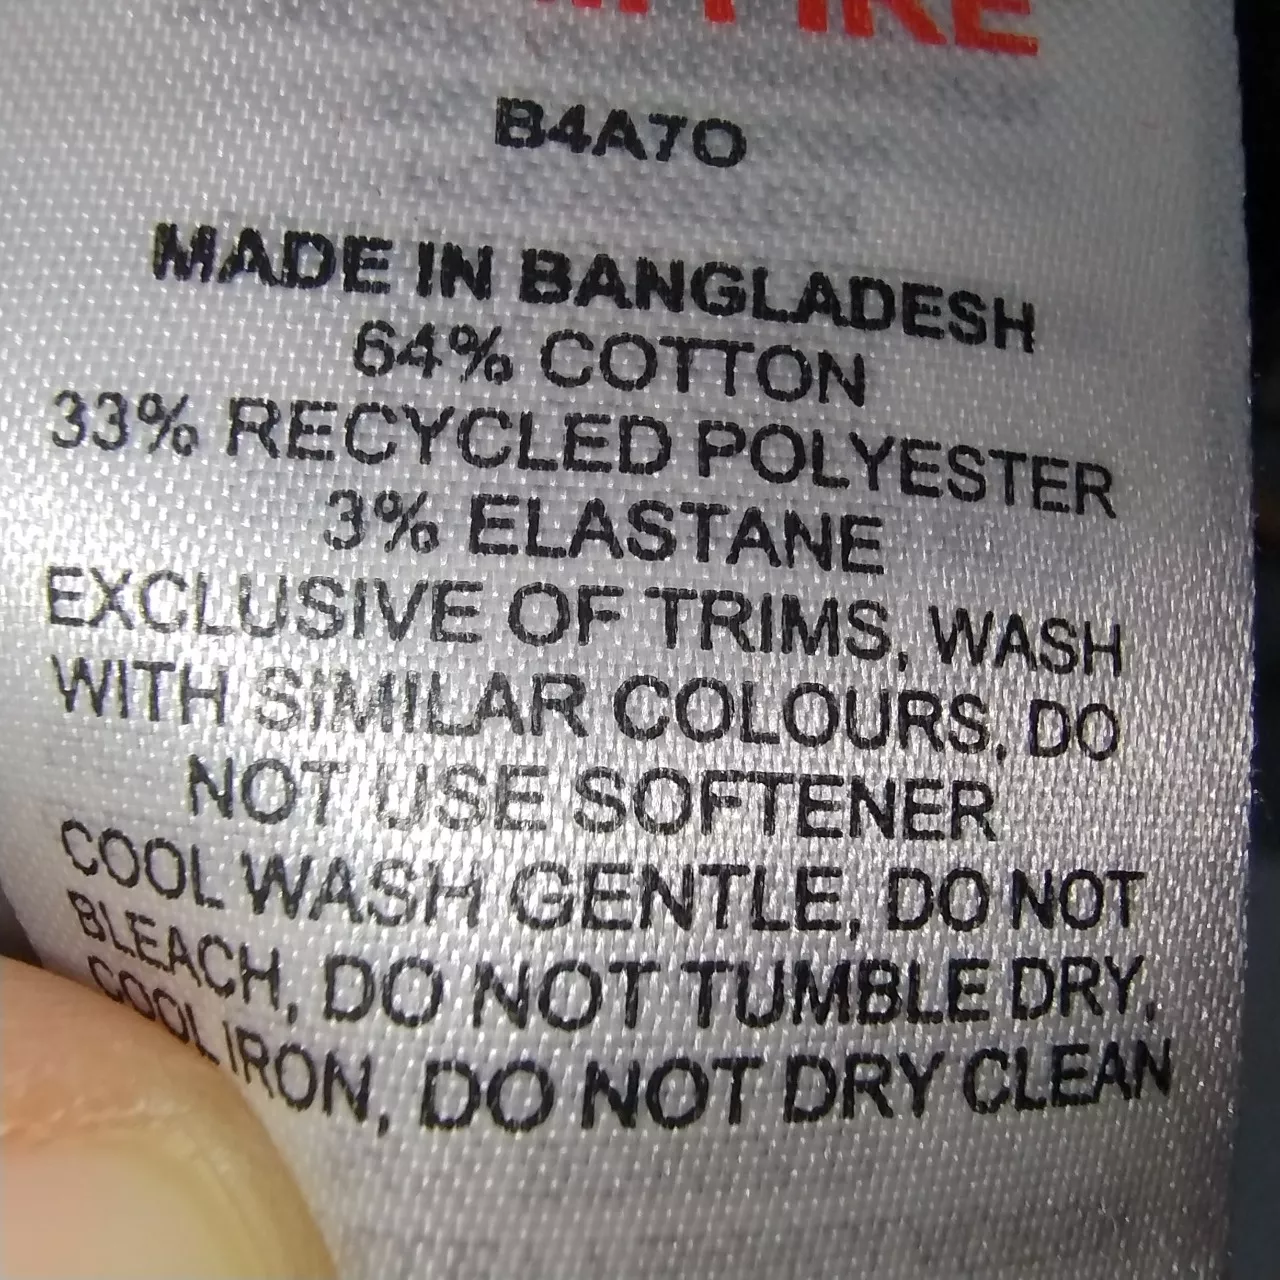 B4A7O
MADE IN BANGLADESH
64% COTTON
33% RECYCLED POLYESTER
3% ELASTANE
EXCLUSIVE OF TRIMS, WASH
WITH SIMILAR COLOURS, DO
NOT USE SOFTENER
COOL WASH GENTLE, DO NOT
BLEACH, DO NOT TUMBLE DRY,
COOL IRON, DO NOT DRY CLEAN